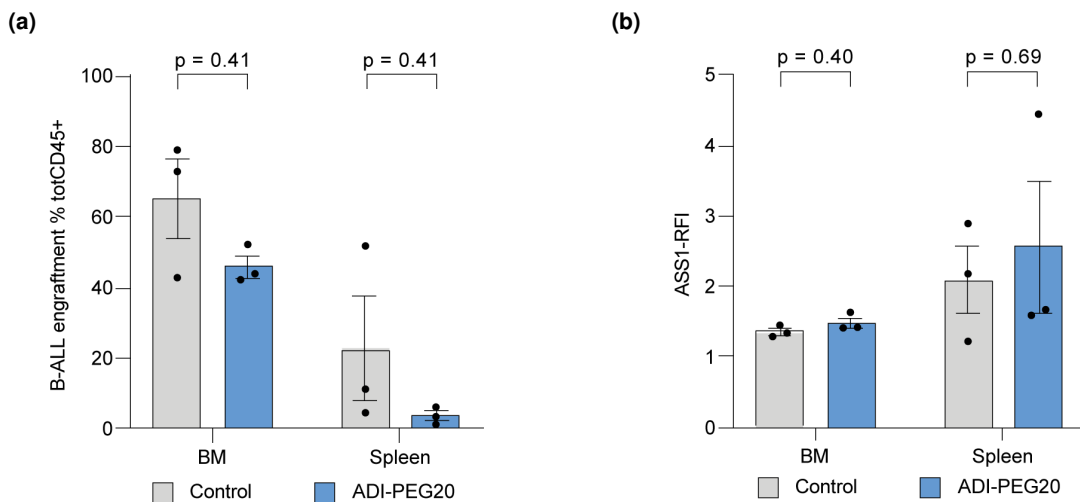 (a)
p = 0.41
p = 0.41
B-ALL engraftment % totCD45+
100
80
60
40
20
0
BM
Spleen
Control
ADI-PEG20
(b)
p = 0.40
p = 0.69
ASS1-RFI
5
4
3
2
1
0
BM
Spleen
Control
ADI-PEG20